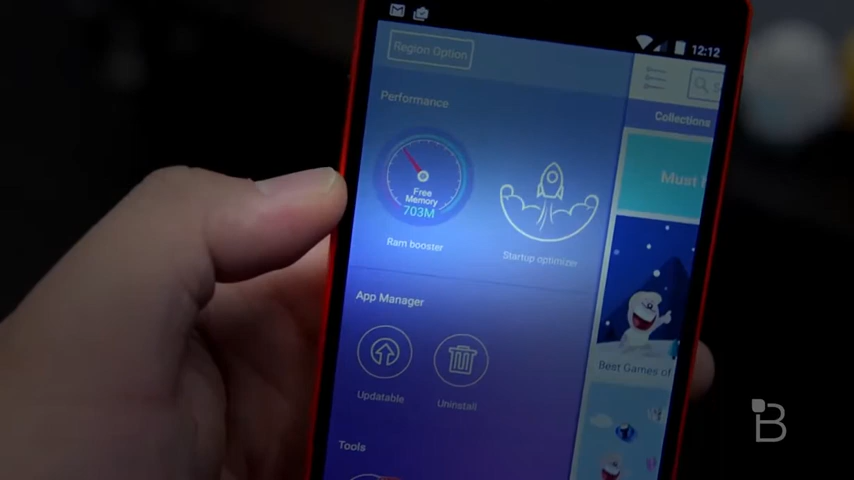 12:12
Region Option
Performance
Collections
Free
Memory
703M
Must
Ram booster
Startup optimizer
App Manager
Best Games of
Updatable
Uninstall
Tools
B